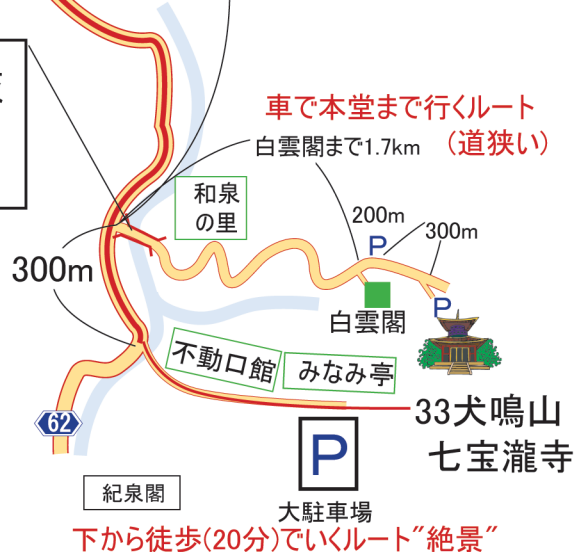 車で本堂まで行くルート
白雲閣まで1.7km
（道狭い）
和泉
の里
200m
P
300m
300m
P
白雲閣
不動口館
みなみ亭
33犬鳴山
七宝瀧寺
62
P
紀泉閣
大駐車場
下から徒歩(20分)でいくルート"絶景"